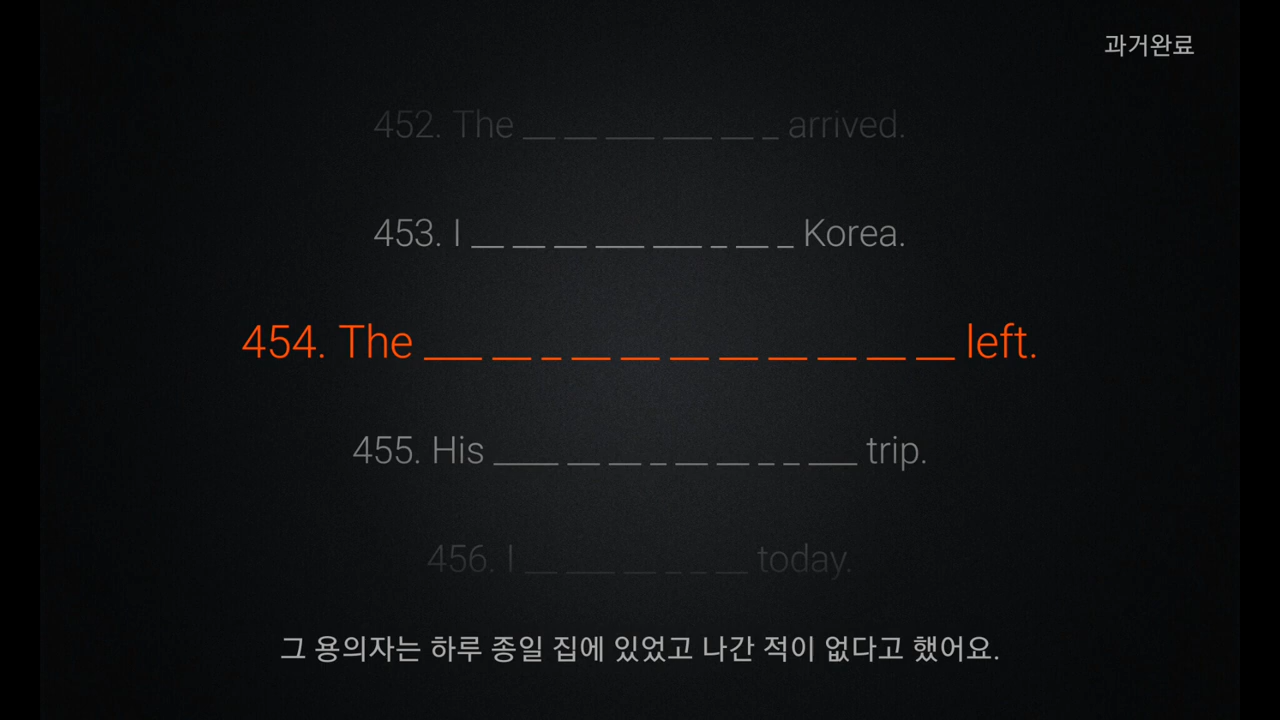 과거완료
452. The __ __ ___ ___ __ _ arrived.
453. I __ __ __ ___ ___ _ __ _ Korea.
454. The ___ __ _ __ __ __ __ __ __ __ __ left.
455. His ____ __ __ _ __ __ _ _ ___ trip.
456. I __ ___ __ _ _ __ today.
그 용의자는 하루 종일 집에 있었고 나간 적이 없다고 했어요.